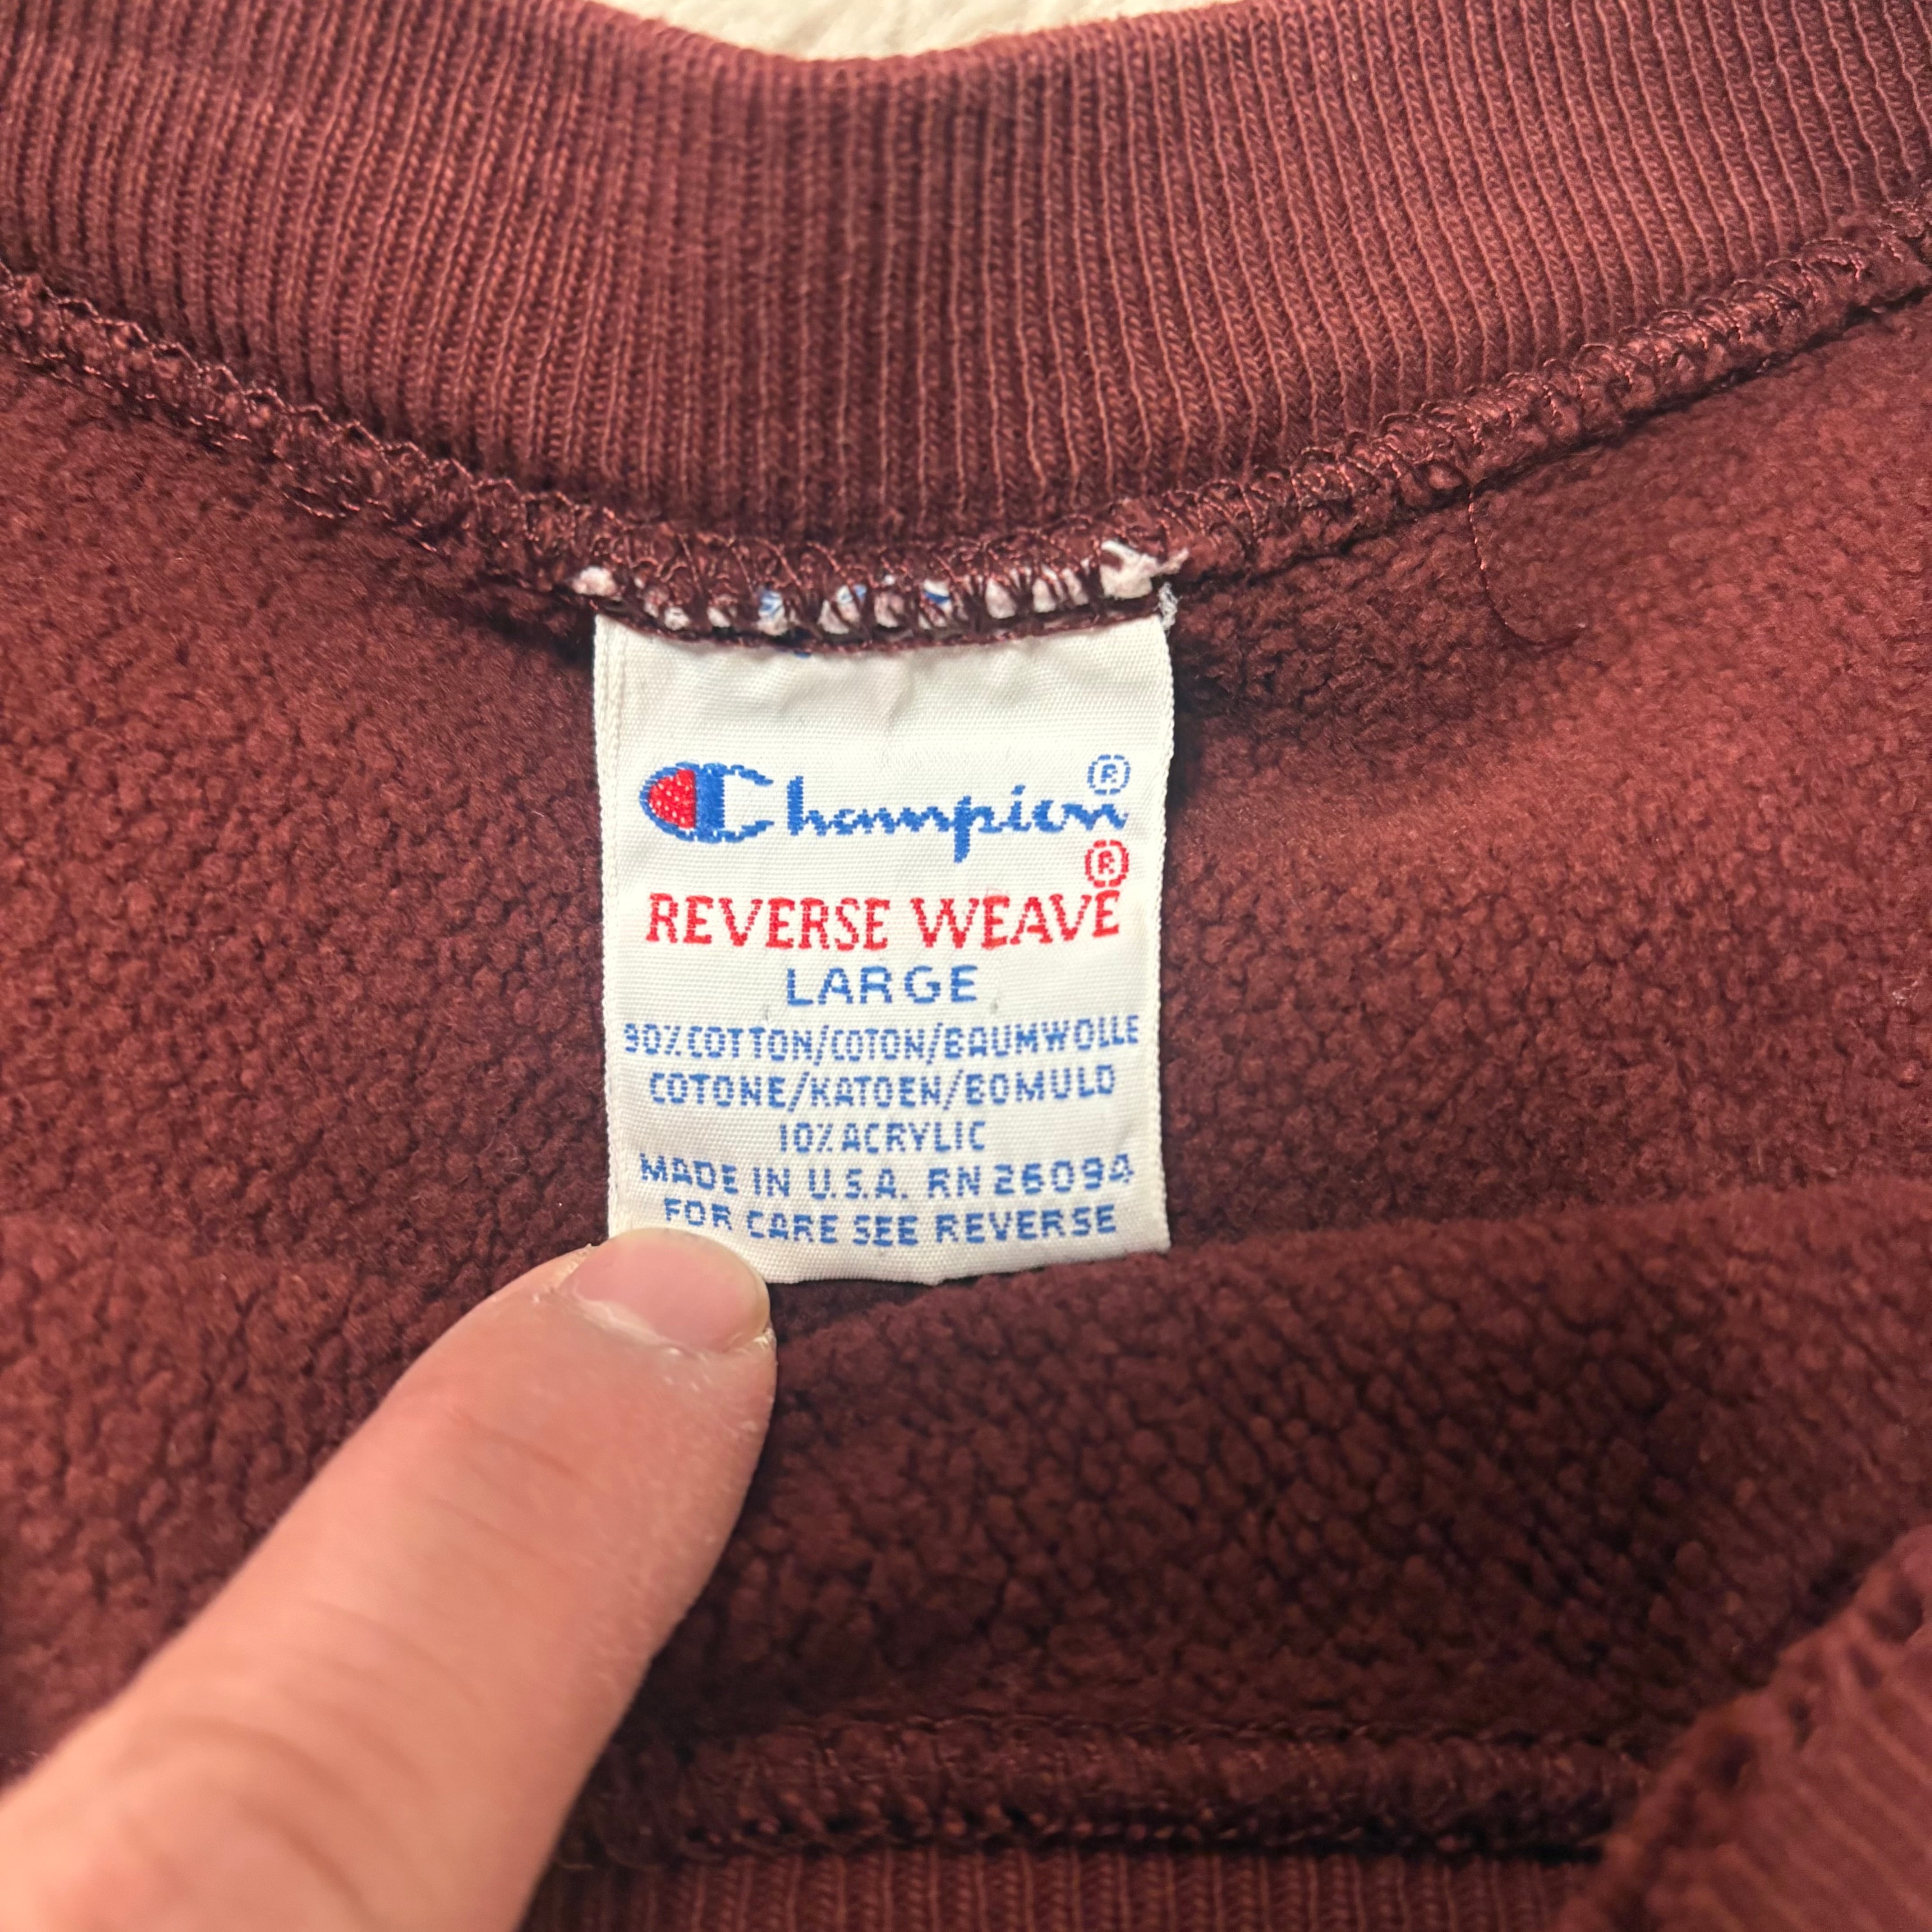 Champion®
REVERSE WEAVE®
LARGE
90% COTTON/COTON/BAUMWOLLE
COTONE/KATOEN/BOMULD
10% ACRYLIC
MADE IN U.S.A. RN 26094
FOR CARE SEE REVERSE